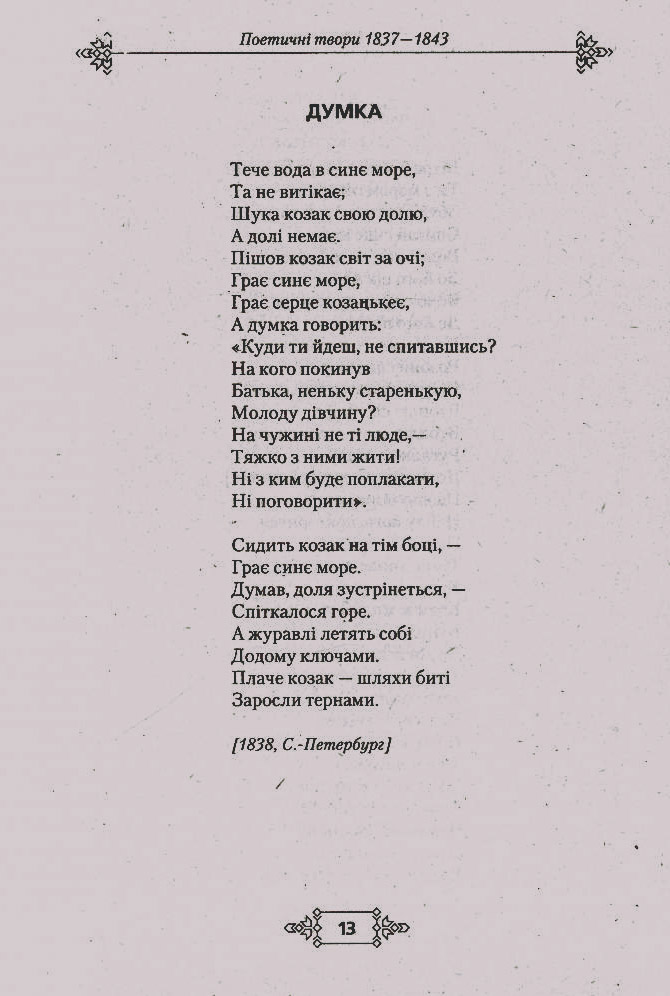 Поетичні твори 1837—1843
ДУМКА
Тече вода в синє море,
Та не витікає;
Шука козак свою долю,
А долі немає.
Пішов козак світ за очі;
Грає синє море,
Грає серце козацькеє,
А думка говорить:
«Куди ти йдеш, не спитавшись?
На кого покинув
Батька, неньку старенькую,
Молоду дівчину?
На чужині не ті люде,—
Тяжко з ними жити!
Ні з ким буде поплакати,
Ні поговорити».
Сидить козак на тім боці, —
Грає синє море.
Думав, доля зустрінеться, —
Спіткалося горе.
А журавлі летять собі
Додому ключами.
Плаче козак — шляхи биті
Заросли тернами.
[1838, С.-Петербург]
13